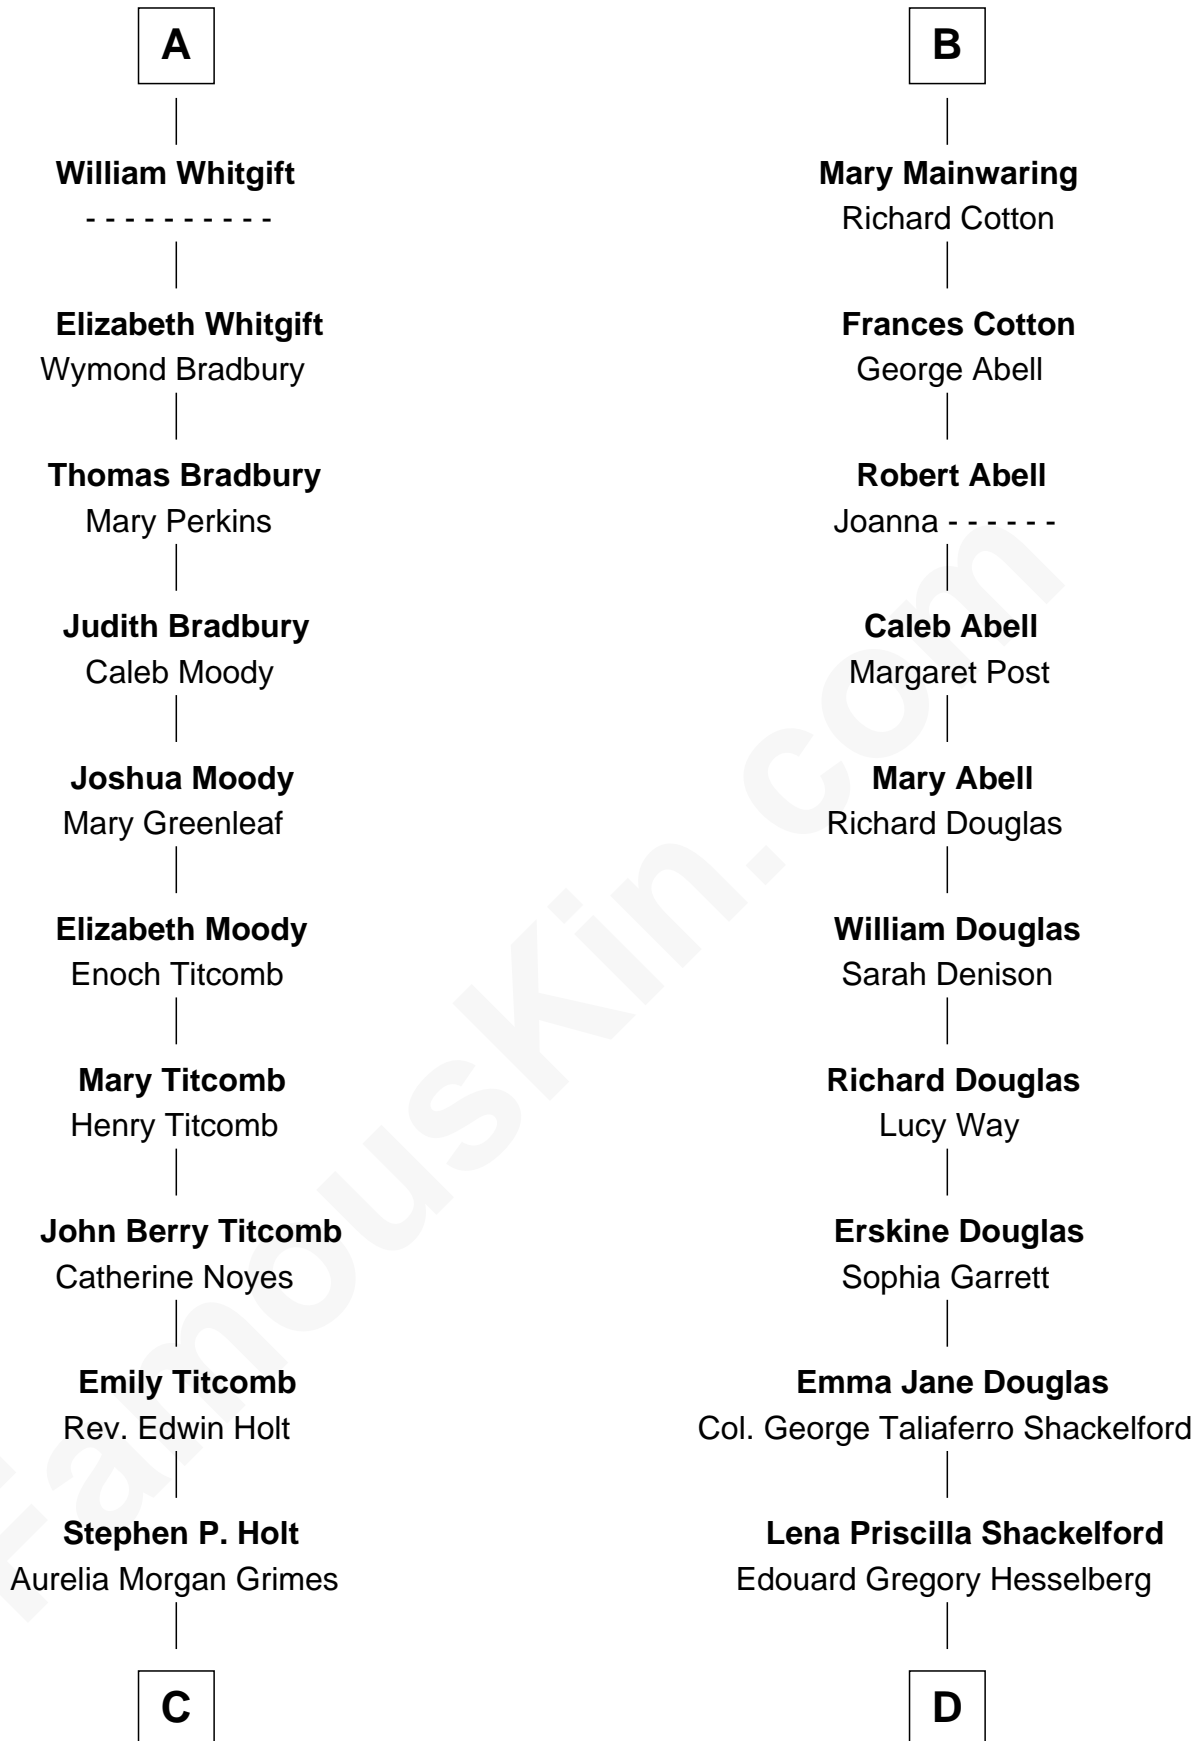 A
William Whitgift
- - - - - - - - - -
Elizabeth Whitgift
Wymond Bradbury
Thomas Bradbury
Mary Perkins
Judith Bradbury
Caleb Moody
Joshua Moody
Mary Greenleaf
Elizabeth Moody
Enoch Titcomb
Mary Titcomb
Henry Titcomb
John Berry Titcomb
Catherine Noyes
Emily Titcomb
Rev. Edwin Holt
Stephen P. Holt
Aurelia Morgan Grimes
C
B
Mary Mainwaring
Richard Cotton
Frances Cotton
George Abell
Robert Abell
Joanna - - - - - -
Caleb Abell
Margaret Post
Mary Abell
Richard Douglas
William Douglas
Sarah Denison
Richard Douglas
Lucy Way
Erskine Douglas
Sophia Garrett
Emma Jane Douglas
Col. George Taliaferro Shackelford
Lena Priscilla Shackelford
Edouard Gregory Hesselberg
D
FamousKin.com